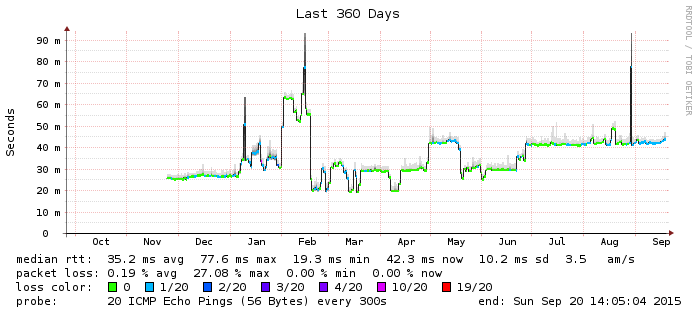 Last 360 Days
RRDTOOL / TOBI OETIKER
Seconds
90 m
80 m
70 m
60 m
50 m
40 m
30 m
20 m
10 m
0
Oct Nov Dec Jan Feb Mar Apr May Jun Jul Aug Sep
median rtt: 35.2 ms avg 77.6 ms max 19.3 ms min 42.3 ms now 10.2 ms sd 3.5 am/s
packet loss: 0.19 % avg 27.08 % max 0.00 % min 0.00 % now
loss color: 0 1/20 2/20 3/20 4/20 10/20 19/20
probe: 20 ICMP Echo Pings (56 Bytes) every 300s end: Sun Sep 20 14:05:04 2015